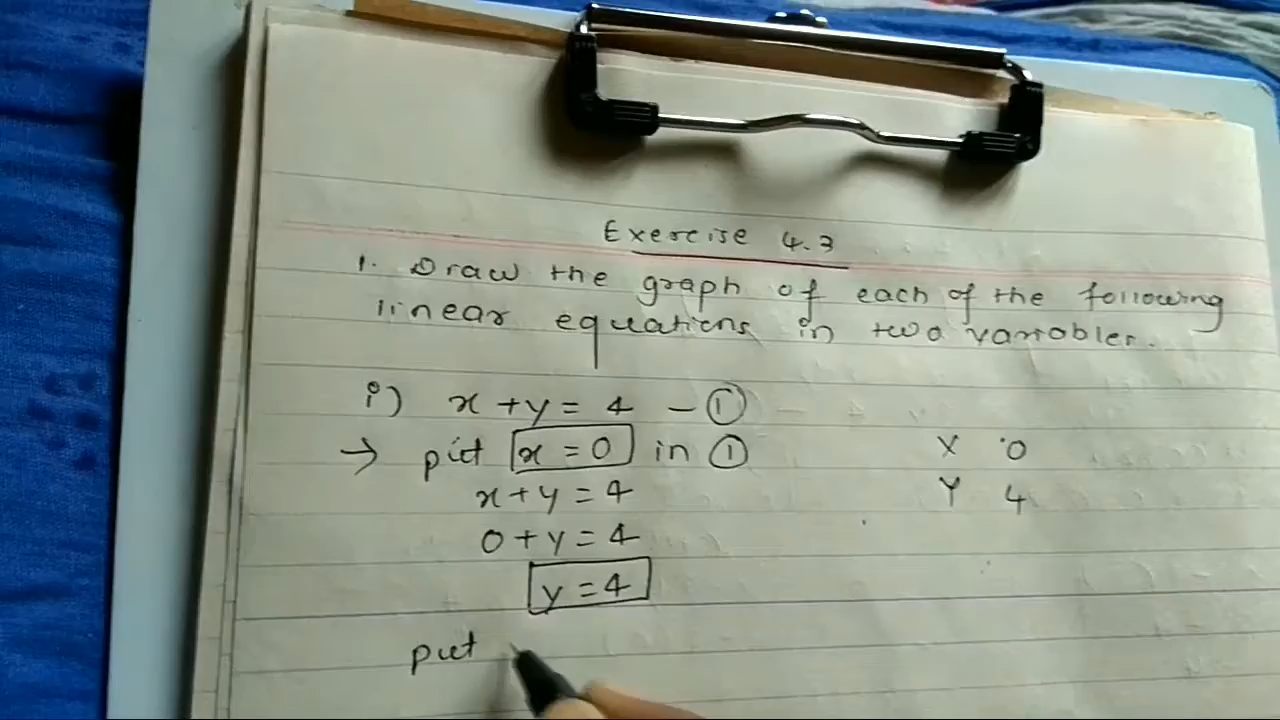 Exercise 4.3
1. Draw the graph of each of the following
linear equations in two variables.
i) x + y = 4 - ①
→ put x = 0 in ①
x + y = 4
0 + y = 4
y = 4
put
X 0
Y 4